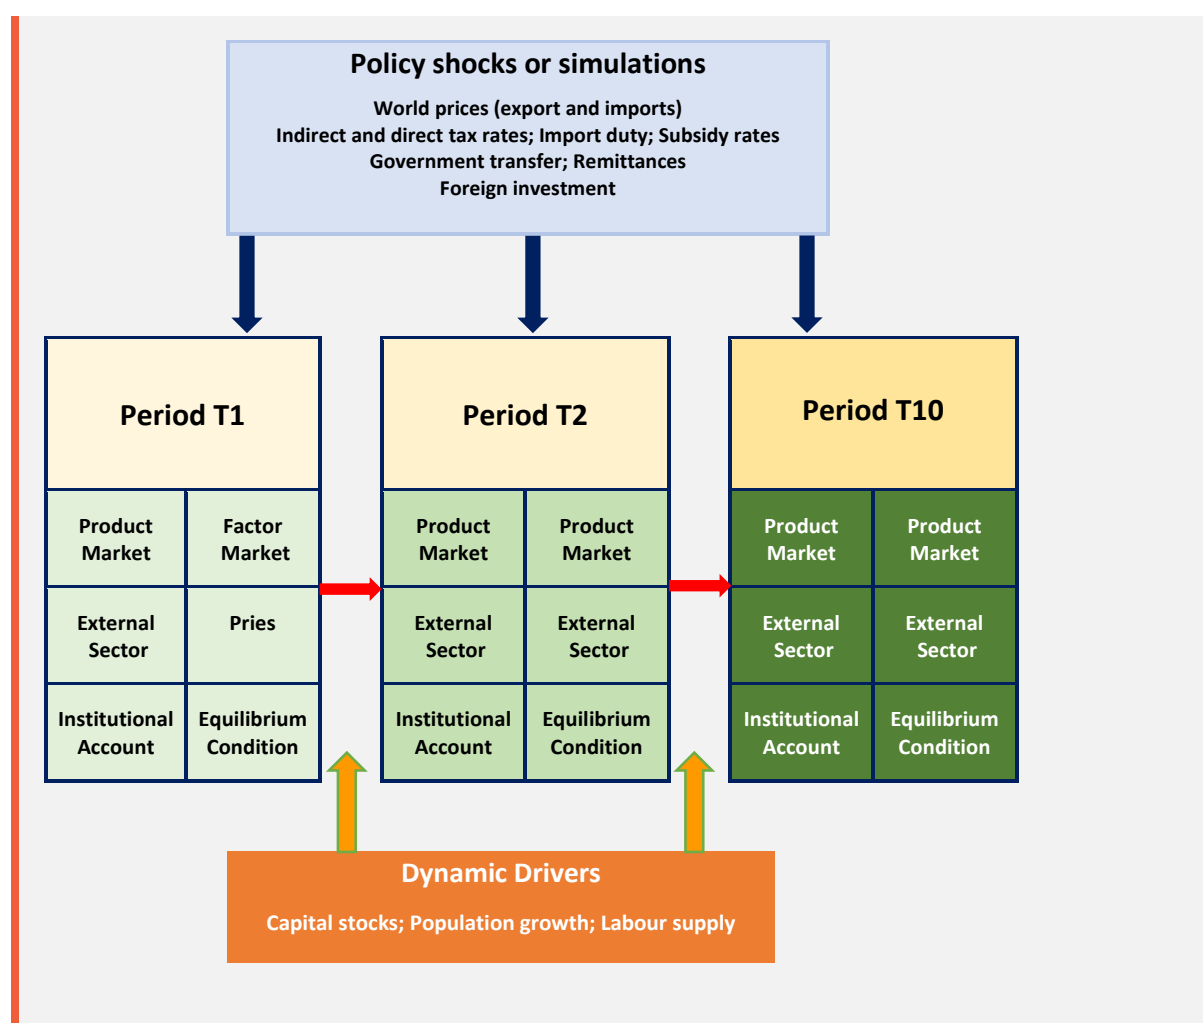 Policy shocks or simulations
World prices (export and imports)
Indirect and direct tax rates; Import duty; Subsidy rates
Government transfer; Remittances
Foreign investment
Period T1
Product
Market
Factor
Market
External
Sector
Pries
Institutional
Account
Equilibrium
Condition
Period T2
Product
Market
Product
Market
External
Sector
External
Sector
Institutional
Account
Equilibrium
Condition
Period T10
Product
Market
Product
Market
External
Sector
External
Sector
Institutional
Account
Equilibrium
Condition
Dynamic Drivers
Capital stocks; Population growth; Labour supply